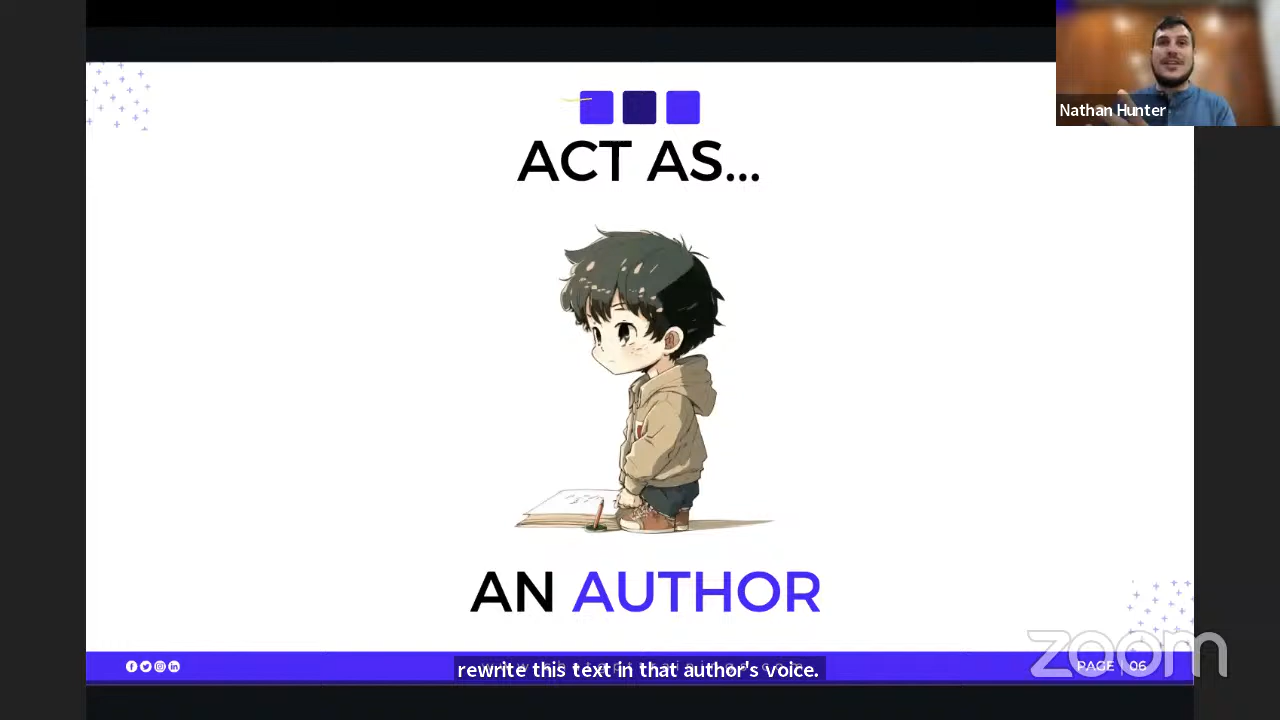 Nathan Hunter
ACT AS...
AN AUTHOR
rewrite this text in that author's voice.
zoom
PAGE | 06